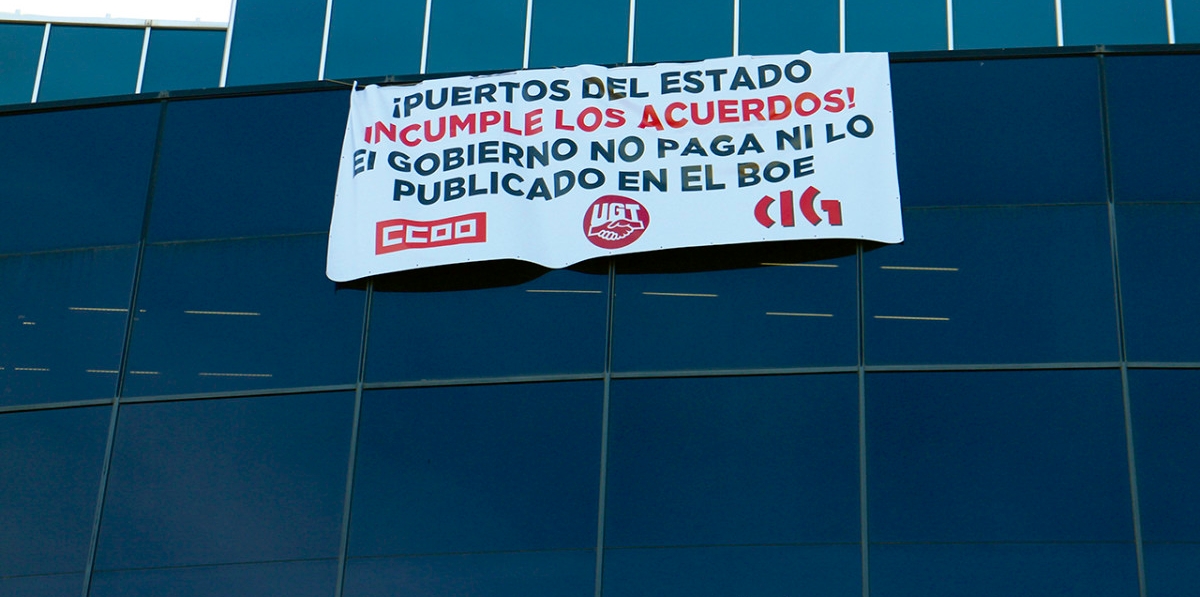 ¡PUERTOS DEL ESTADO
INCUMPLE LOS ACUERDOS!
El GOBIERNO NO PAGA NI LO
PUBLICADO EN EL BOE
CCOO UGT CIG